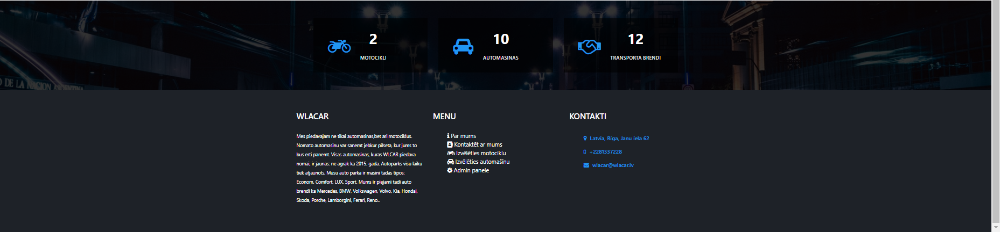 2
MOTOCIKLI
10
AUTOMASINAS
12
TRANSPORTA BRENDI
O DE LA NACION ARGENTINA
WLACAR
Mes piedavajam ne tikai automasinas,bet ari motociklus.
Nomato automasinu var sanemt jebkur pilseta, kur jums to
bus erti panemt. Visas automasinas, kuras WLCAR piedava
nomai, ir jaunas: ne agrak ka 2015. gada. Autoparks visu laiku
tiek atjaunots. Musu auto parka ir masini tadas tipos:
Econom, Comfort, LUX, Sport. Mums ir piejami tadi auto
brendi ka Mercedes, BMW, Volkswagen, Volvo, Kia, Hondai,
Skoda, Porche, Lamborgini, Ferari, Reno..
MENU
Par mums
Kontaktēt ar mums
Izvēlēties motociklu
Izvēlēties automašīnu
Admin panele
KONTAKTI
Latvia, Riga, Janu iela 62
+2281337228
wlacar@wlacar.lv